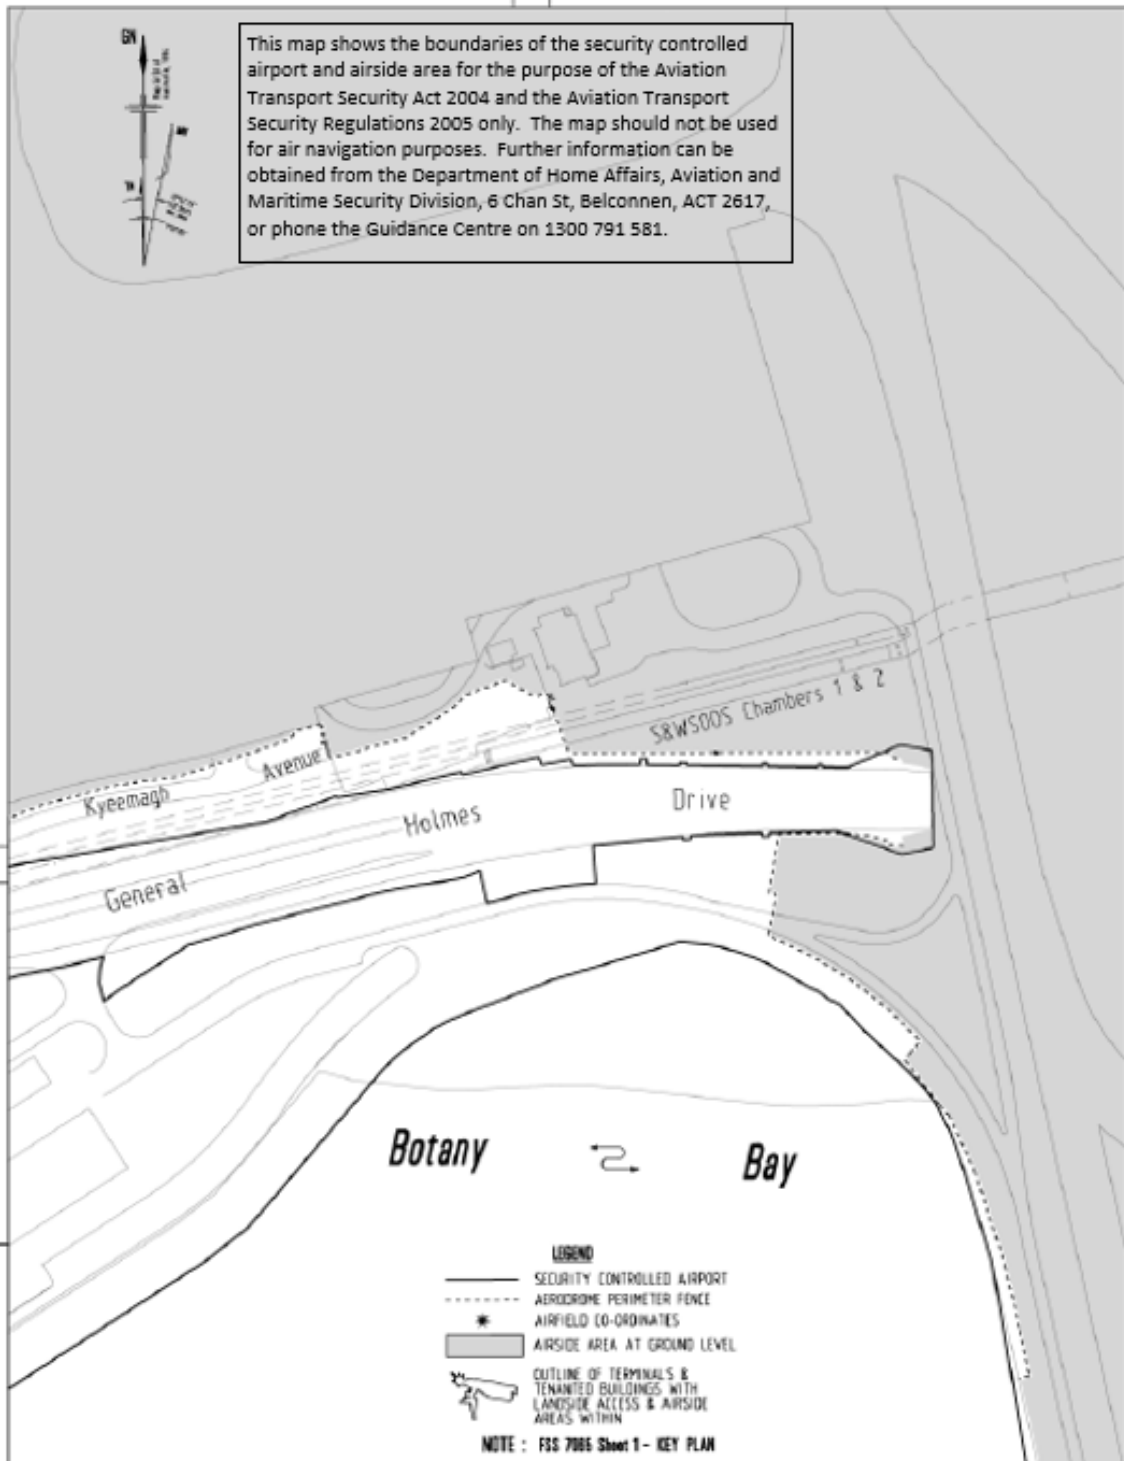 GN
This map shows the boundaries of the security controlled
airport and airside area for the purpose of the Aviation
Transport Security Act 2004 and the Aviation Transport
Security Regulations 2005 only. The map should not be used
for air navigation purposes. Further information can be
obtained from the Department of Home Affairs, Aviation and
Maritime Security Division, 6 Chan St, Belconnen, ACT 2617,
or phone the Guidance Centre on 1300 791 581.
S&WSOOS Chambers 1 & 2
Kyeemagh Avenue
General Holmes Drive
Botany Bay
LEGEND
SECURITY CONTROLLED AIRPORT
AERODROME PERIMETER FENCE
AIRFIELD CO-ORDINATES
AIRSIDE AREA AT GROUND LEVEL
OUTLINE OF TERMINALS &
TENANTED BUILDINGS WITH
LANDSIDE ACCESS & AIRSIDE
AREAS WITHIN
NOTE : FSS 7065 Sheet 1 - KEY PLAN